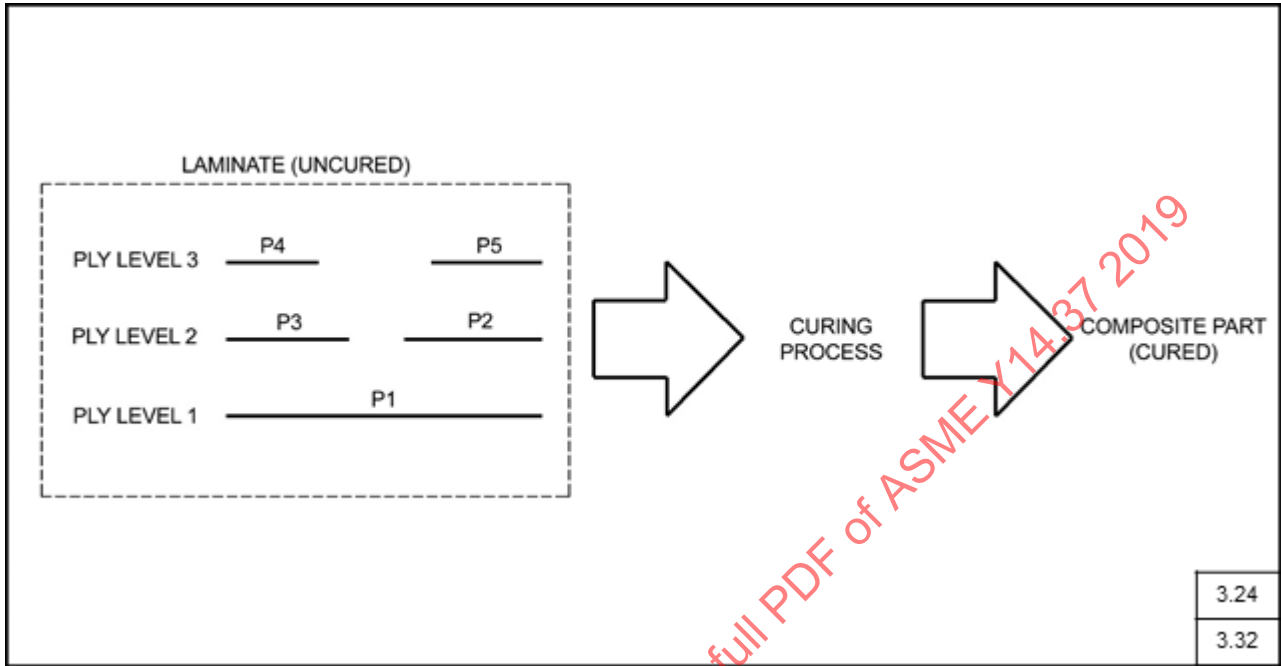 LAMINATE (UNCURED)
PLY LEVEL 3
P4
P5
PLY LEVEL 2
P3
P2
PLY LEVEL 1
P1
CURING
PROCESS
COMPOSITE PART
(CURED)
full PDF of ASME Y14.37 2019
3.24
3.32